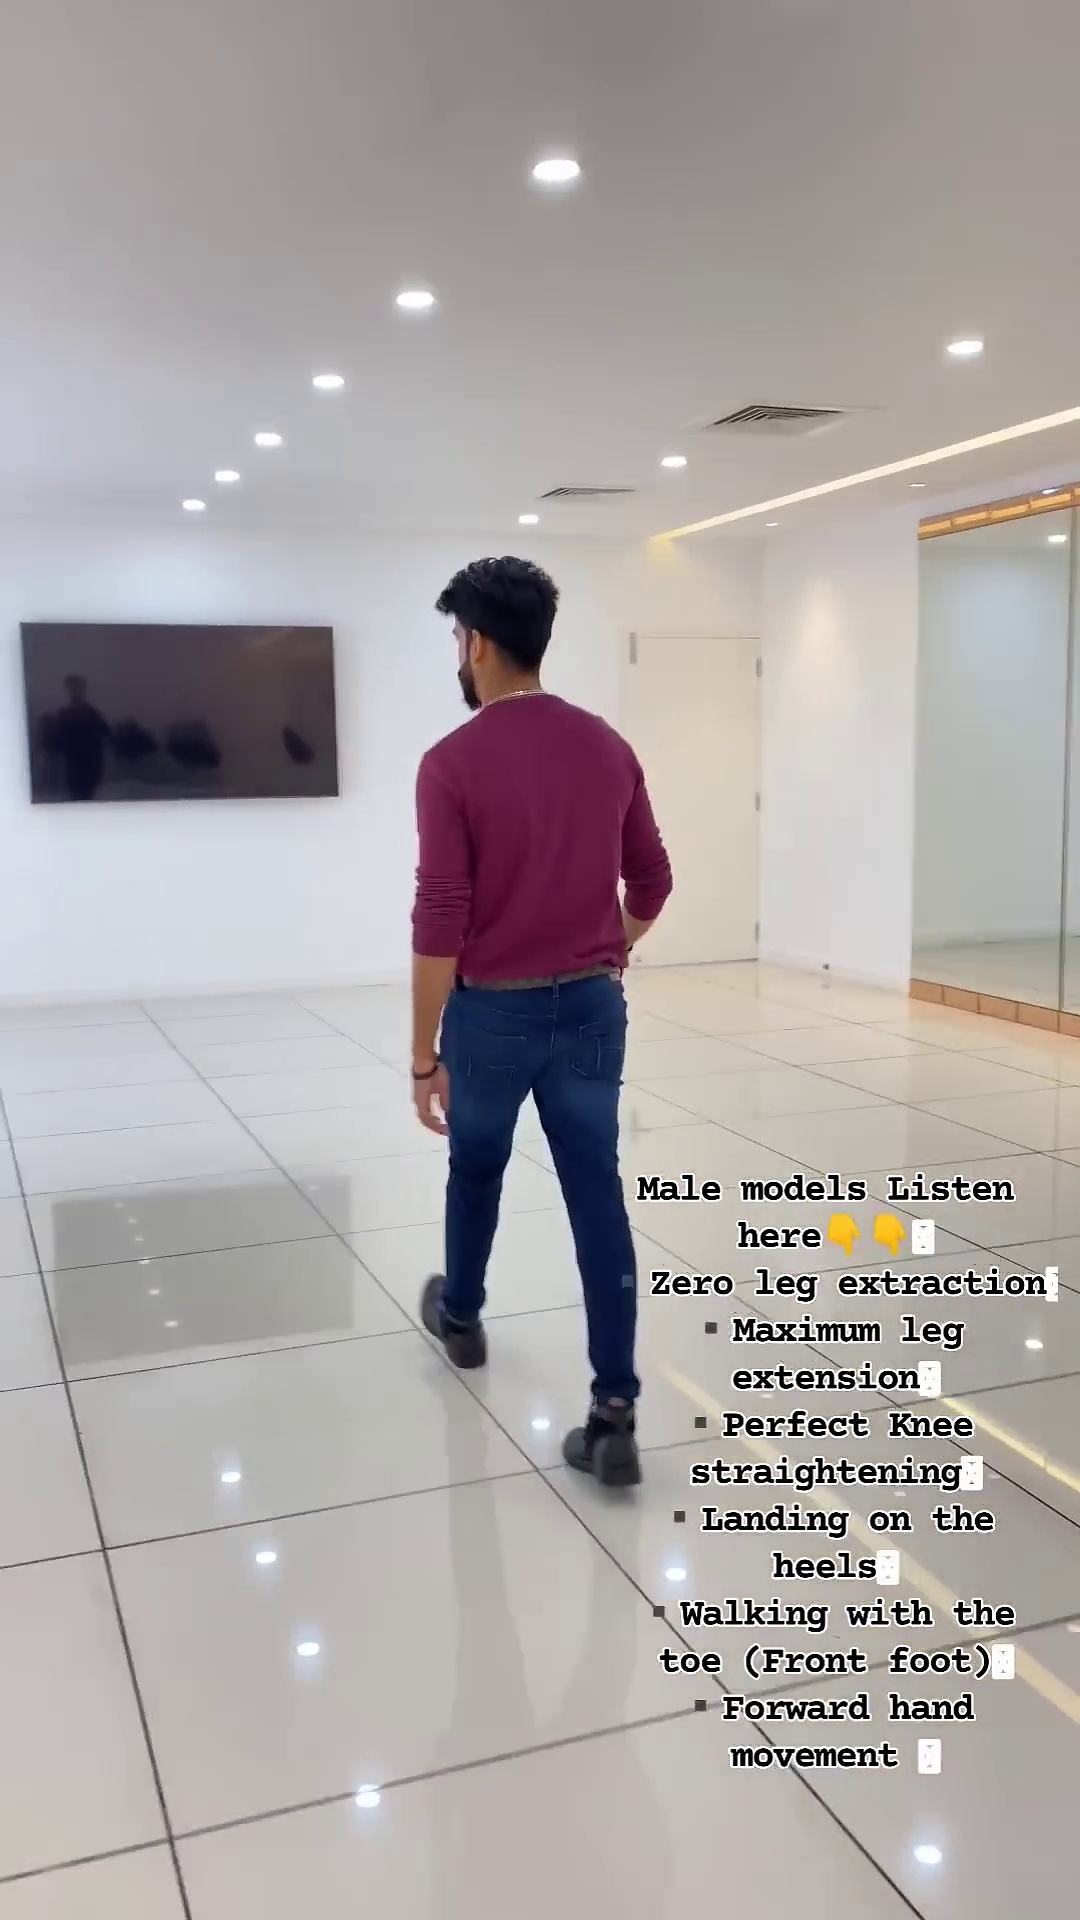 Male models Listen
here👇👇
▪ Zero leg extraction
▪ Maximum leg
extension
▪ Perfect Knee
straightening
▪ Landing on the
heels
▪ Walking with the
toe (Front foot)
▪ Forward hand
movement